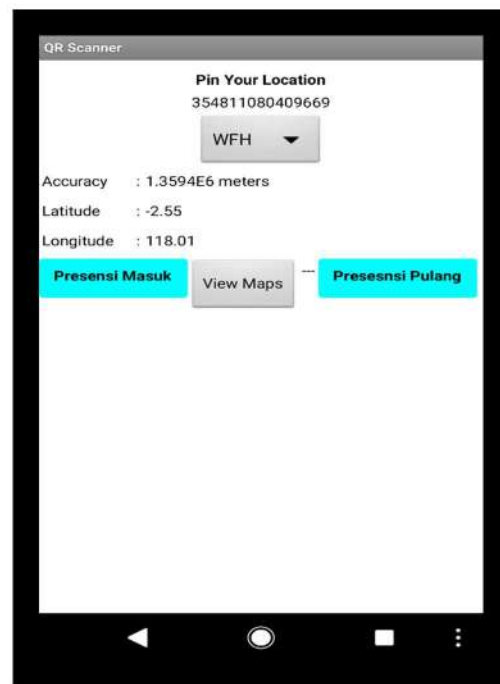 QR Scanner
Pin Your Location
354811080409669
WFH
Accuracy : 1.3594E6 meters
Latitude : -2.55
Longitude : 118.01
Presensi Masuk View Maps --- Presesnsi Pulang